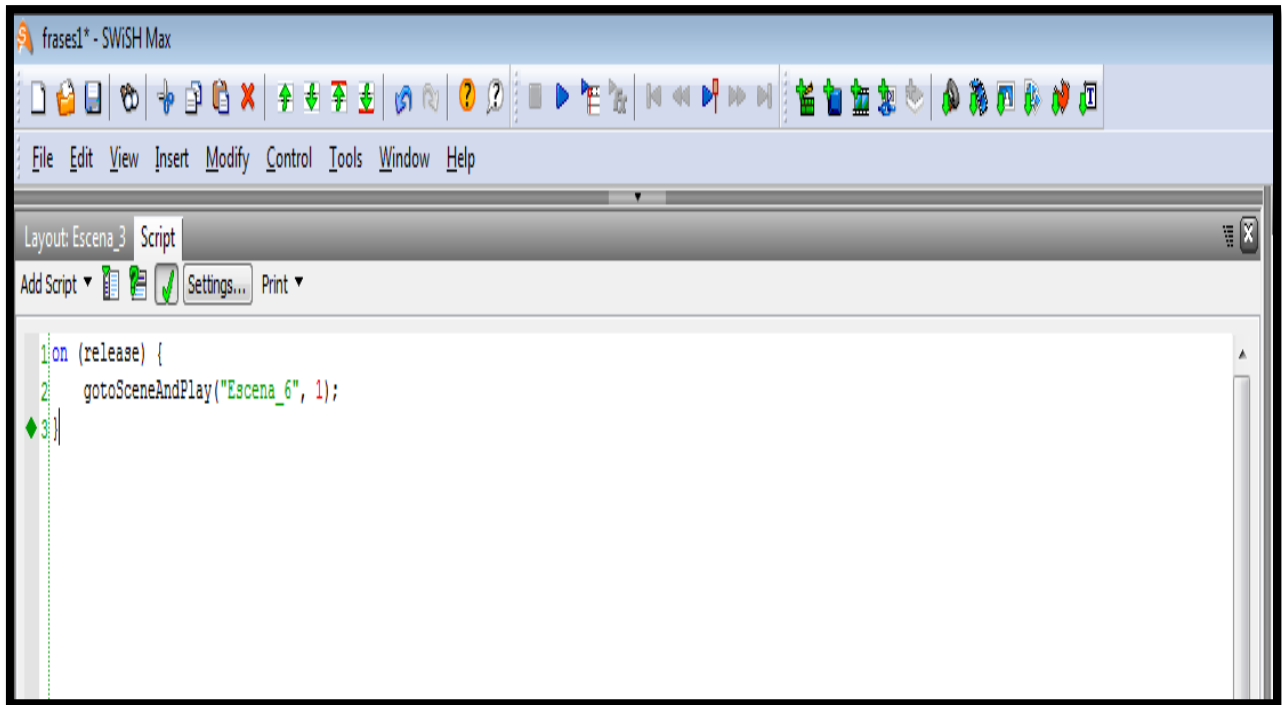 frases1* - SWiSH Max
File Edit View Insert Modify Control Tools Window Help
Layout: Escena_3 Script
Add Script Settings... Print
1 on (release) {
2 gotoSceneAndPlay("Escena_6", 1);
3 }